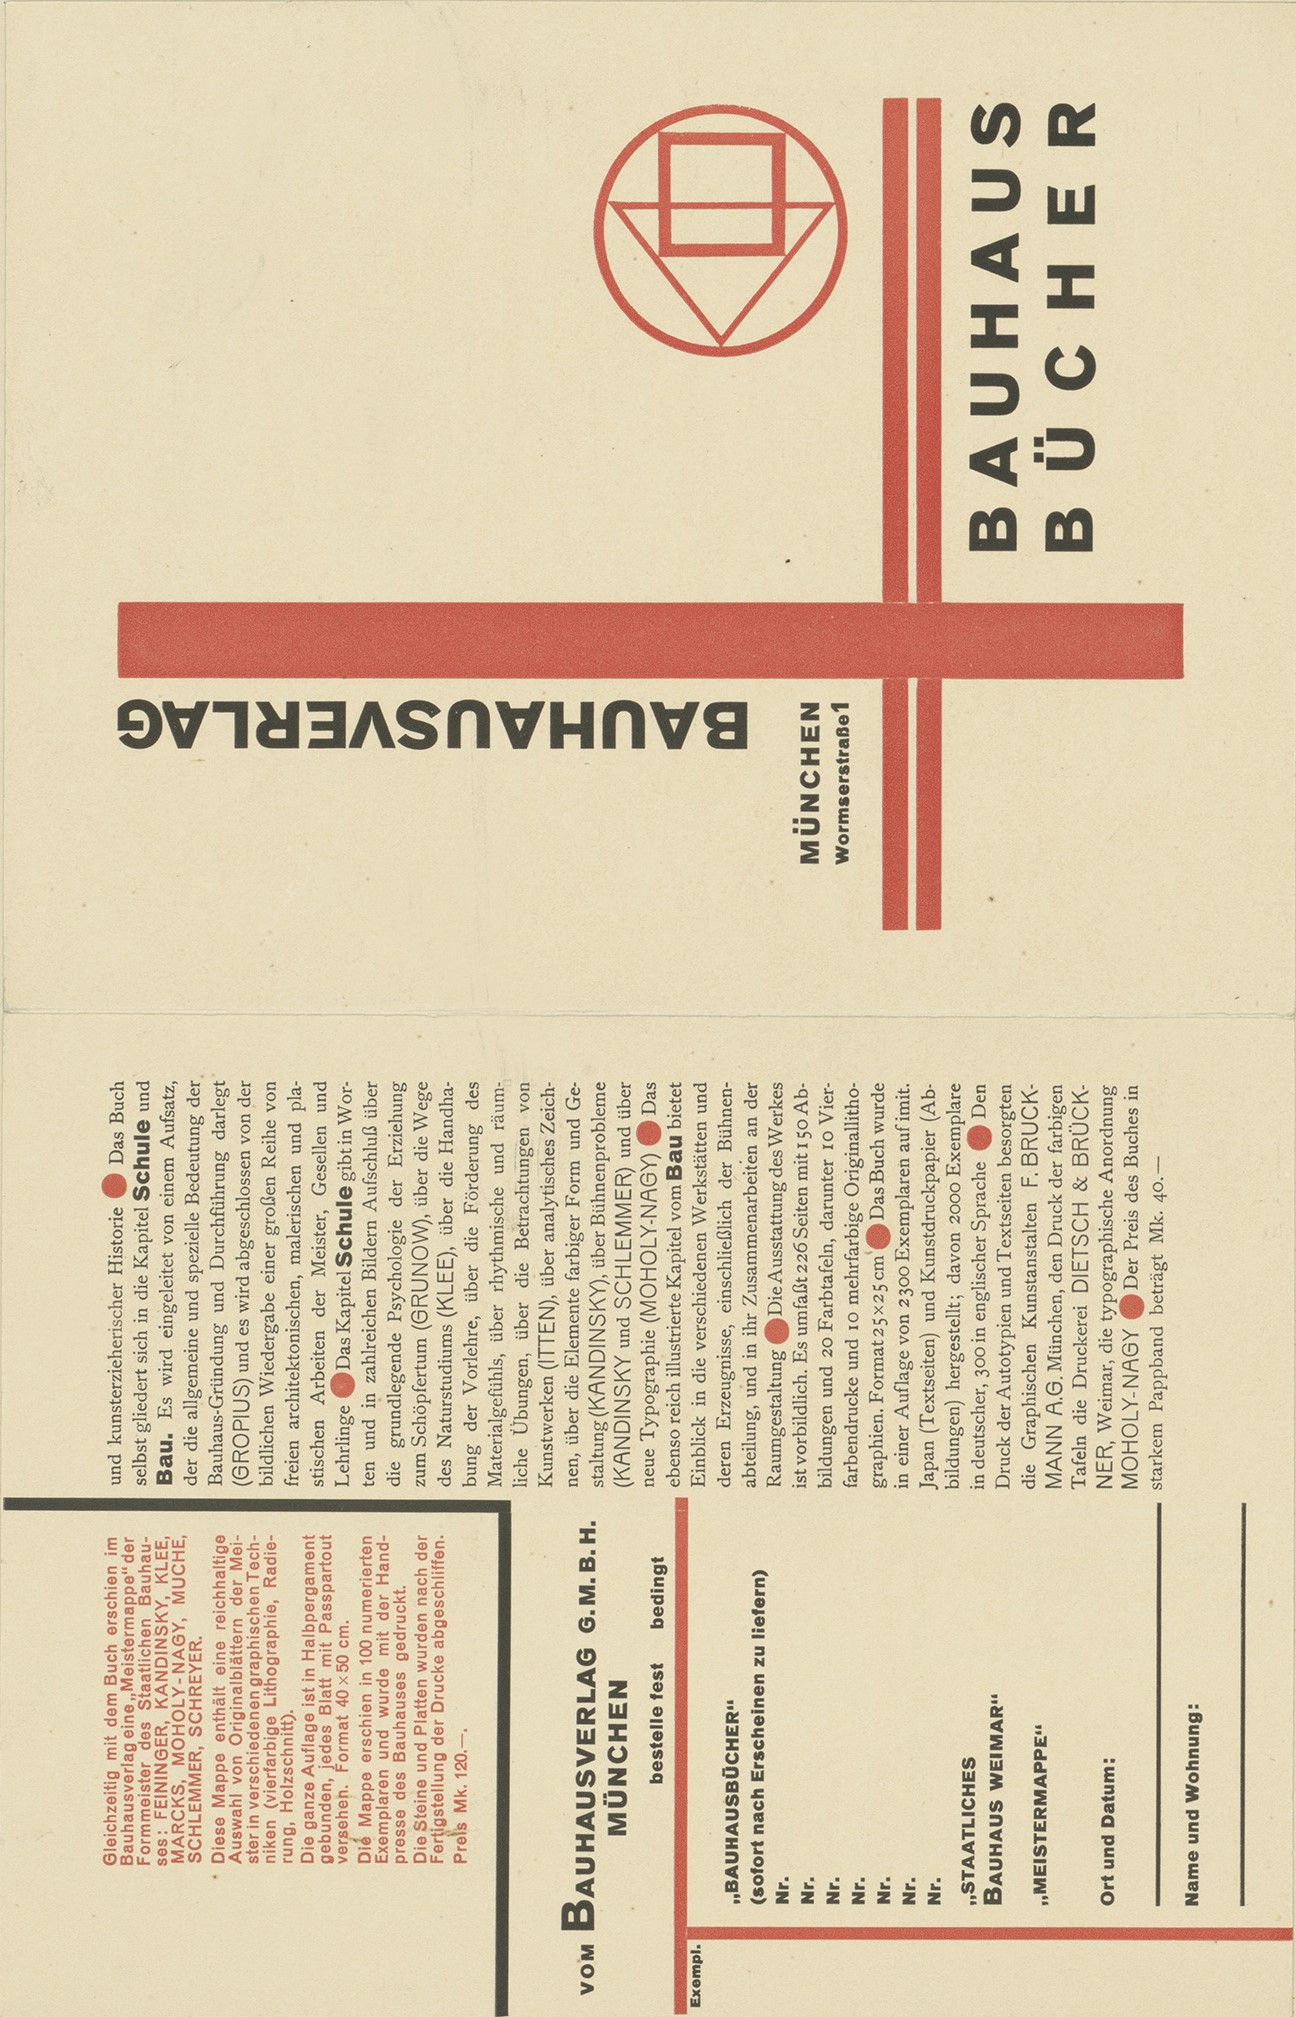 BAUHAUS
BÜCHER
BAUHAUSVERLAG
MÜNCHEN
Wormserstraße1
und kunsterzieherischer Historie ● Das Buch
selbst gliedert sich in die Kapitel Schule und
Bau. Es wird eingeleitet von einem Aufsatz,
der die allgemeine und spezielle Bedeutung der
Bauhaus-Gründung und Durchführung darlegt
(GROPIUS) und es wird abgeschlossen von der
bildlichen Wiedergabe einer großen Reihe von
freien architektonischen, malerischen und pla-
stischen Arbeiten der Meister, Gesellen und
Lehrlinge ● Das Kapitel Schule gibt in Wor-
ten und in zahlreichen Bildern Aufschluß über
die grundlegende Psychologie der Erziehung
zum Schöpfertum (GRUNOW), über die Wege
des Naturstudiums (KLEE), über die Handha-
bung der Vorlehre, über die Förderung des
Materialgefühls, über rhythmische und räum-
liche Übungen, über die Betrachtungen von
Kunstwerken (ITTEN), über analytisches Zeich-
nen, über die Elemente farbiger Form und Ge-
staltung (KANDINSKY), über Bühnenprobleme
(KANDINSKY und SCHLEMMER) und über
neue Typographie (MOHOLY-NAGY) ● Das
ebenso reich illustrierte Kapitel vom Bau bietet
Einblick in die verschiedenen Werkstätten und
deren Erzeugnisse, einschließlich der Bühnen-
abteilung, und in ihr Zusammenarbeiten an der
Raumgestaltung ● Die Ausstattung des Werkes
ist vorbildlich. Es umfaßt 226 Seiten mit 150 Ab-
bildungen und 20 Farbtafeln, darunter 10 Vier-
farbendrucke und 10 mehrfarbige Originallitho-
graphien. Format 25×25 cm ● Das Buch wurde
in einer Auflage von 2300 Exemplaren auf imit.
Japan (Textseiten) und Kunstdruckpapier (Ab-
bildungen) hergestellt; davon 2000 Exemplare
in deutscher, 300 in englischer Sprache ● Den
Druck der Autotypien und Textseiten besorgten
die Graphischen Kunstanstalten F. BRUCK-
MANN A.G. München, den Druck der farbigen
Tafeln die Druckerei DIETSCH & BRÜCK-
NER, Weimar, die typographische Anordnung
MOHOLY-NAGY ● Der Preis des Buches in
starkem Pappband beträgt Mk. 40.—
Gleichzeitig mit dem Buch erschien im
Bauhausverlag eine „Meistermappe" der
Formmeister des Staatlichen Bauhau-
ses: FEININGER, KANDINSKY, KLEE,
MARCKS, MOHOLY-NAGY, MUCHE,
SCHLEMMER, SCHREYER.
Diese Mappe enthält eine reichhaltige
Auswahl von Originalblättern der Mei-
ster in verschiedenen graphischen Tech-
niken (vierfarbige Lithographie, Radie-
rung, Holzschnitt).
Die ganze Auflage ist in Halbpergament
gebunden, jedes Blatt mit Passpartout
versehen. Format 40×50 cm.
Die Mappe erschien in 100 numerierten
Exemplaren und wurde mit der Hand-
presse des Bauhauses gedruckt.
Die Steine und Platten wurden nach der
Fertigstellung der Drucke abgeschliffen.
Preis Mk. 120.—.
VOM BAUHAUSVERLAG G.M.B.H.
MÜNCHEN
bestelle fest bedingt
Exempl.
„BAUHAUSBÜCHER"
(sofort nach Erscheinen zu liefern)
Nr.
Nr.
Nr.
Nr.
Nr.
Nr.
Nr.
„STAATLICHES
BAUHAUS WEIMAR"
„MEISTERMAPPE"
Ort und Datum:
Name und Wohnung: